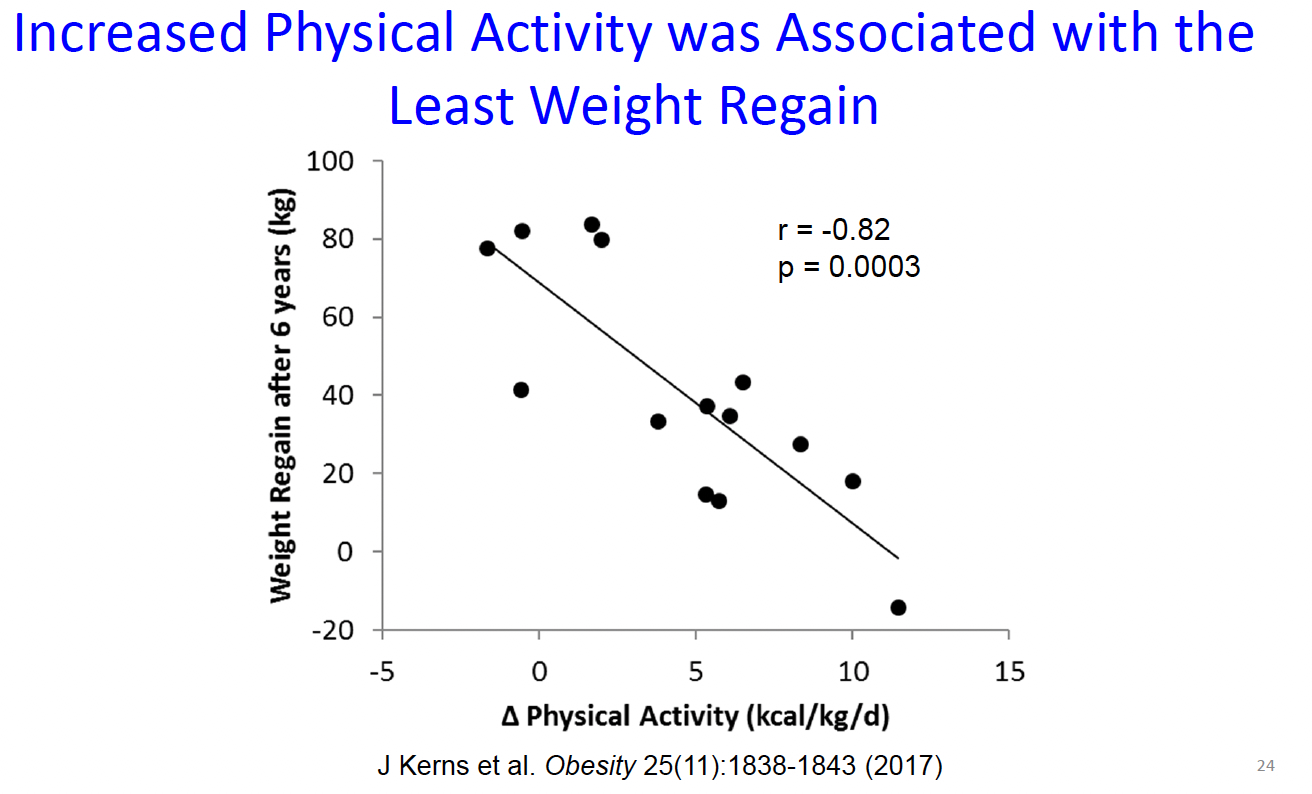 Increased Physical Activity was Associated with the
Least Weight Regain
100
80
60
40
20
0
-20
Weight Regain after 6 years (kg)
r = -0.82
p = 0.0003
-5
0
5
10
15
Δ Physical Activity (kcal/kg/d)
J Kerns et al. Obesity 25(11):1838-1843 (2017)
24